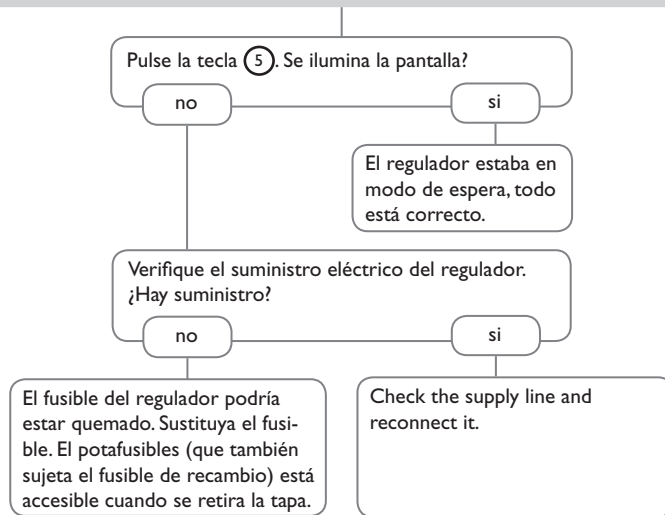 Pulse la tecla 5. Se ilumina la pantalla?
no
si
El regulador estaba en
modo de espera, todo
está correcto.
Verifique el suministro eléctrico del regulador.
¿Hay suministro?
no
si
El fusible del regulador podría
estar quemado. Sustituya el fusi-
ble. El potafusibles (que también
sujeta el fusible de recambio) está
accesible cuando se retira la tapa.
Check the supply line and
reconnect it.